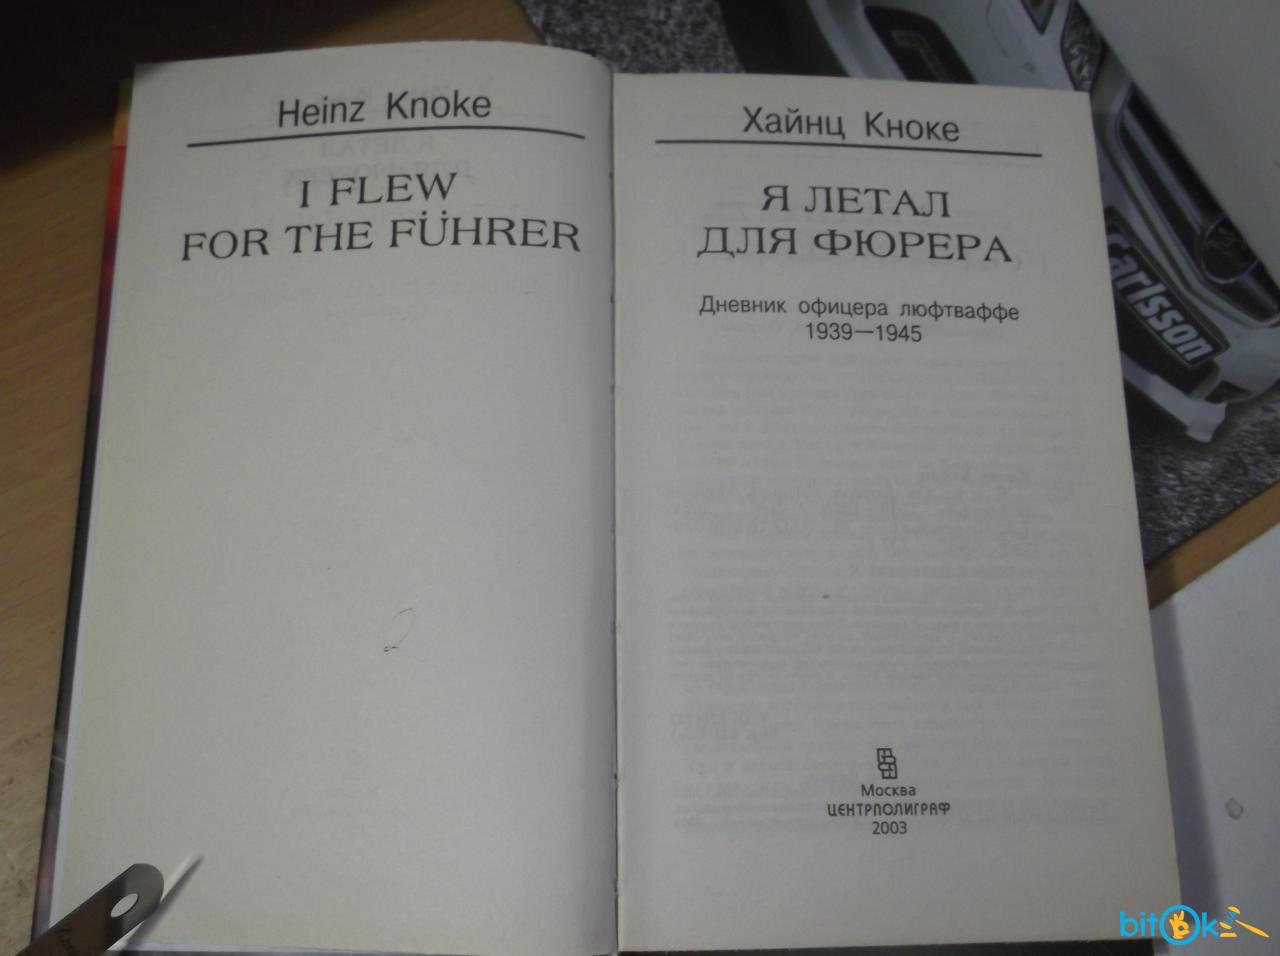 Heinz Knoke
I FLEW
FOR THE FÜHRER
Хайнц Кноке
Я ЛЕТАЛ
ДЛЯ ФЮРЕРА
Дневник офицера люфтваффе
1939—1945
Москва
ЦЕНТРПОЛИГРАФ
2003
Carlsson
bitok